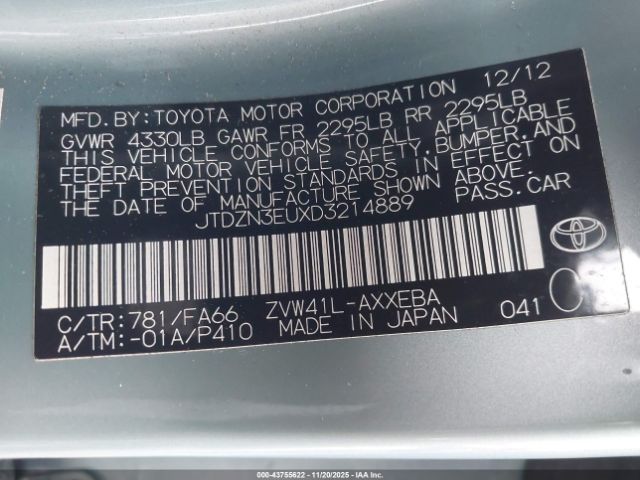 MFD. BY: TOYOTA MOTOR CORPORATION 12/12
GVWR 4330LB GAWR FR 2295LB RR 2295LB
THIS VEHICLE CONFORMS TO ALL APPLICABLE
FEDERAL MOTOR VEHICLE SAFETY, BUMPER, AND
THEFT PREVENTION STANDARDS IN EFFECT ON
THE DATE OF MANUFACTURE SHOWN ABOVE.
JTDZN3EUXD3214889 PASS. CAR
C/TR: 781/FA66 ZVW41L-AXXEBA
A/TM: -01A/P410 MADE IN JAPAN 041
000-43755622 - 11/20/2025 - IAAI.CA